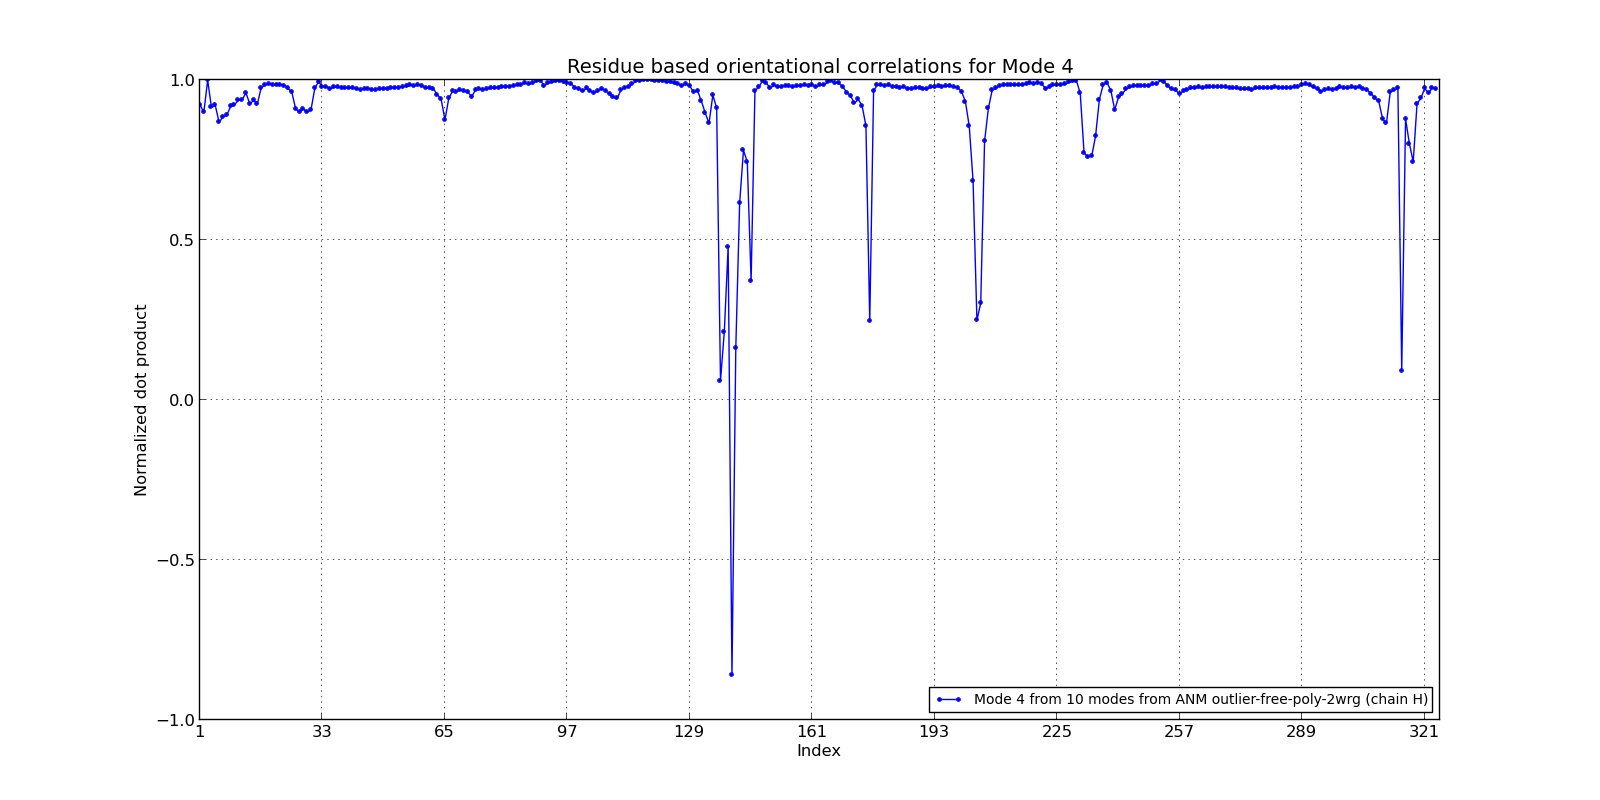 Residue based orientational correlations for Mode 4
1.0
0.5
0.0
−0.5
−1.0
Normalized dot product
Mode 4 from 10 modes from ANM outlier-free-poly-2wrg (chain H)
1 33 65 97 129 161 193 225 257 289 321
Index